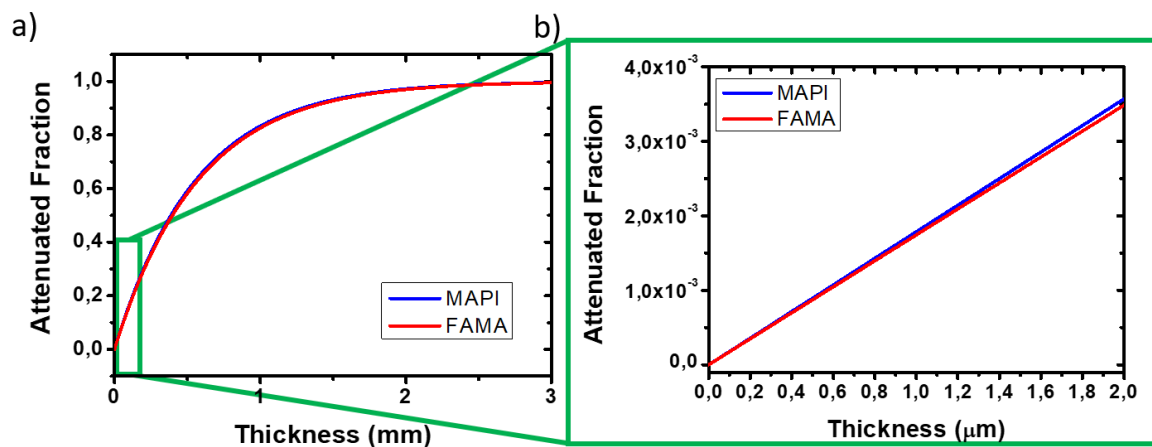 a)
Attenuated Fraction
1,0
0,8
0,6
0,4
0,2
0,0
MAPI
FAMA
0 1 2 3
Thickness (mm)
b)
Attenuated Fraction
4,0x10-3
3,0x10-3
2,0x10-3
1,0x10-3
0,0
MAPI
FAMA
0,0 0,2 0,4 0,6 0,8 1,0 1,2 1,4 1,6 1,8 2,0
Thickness (μm)